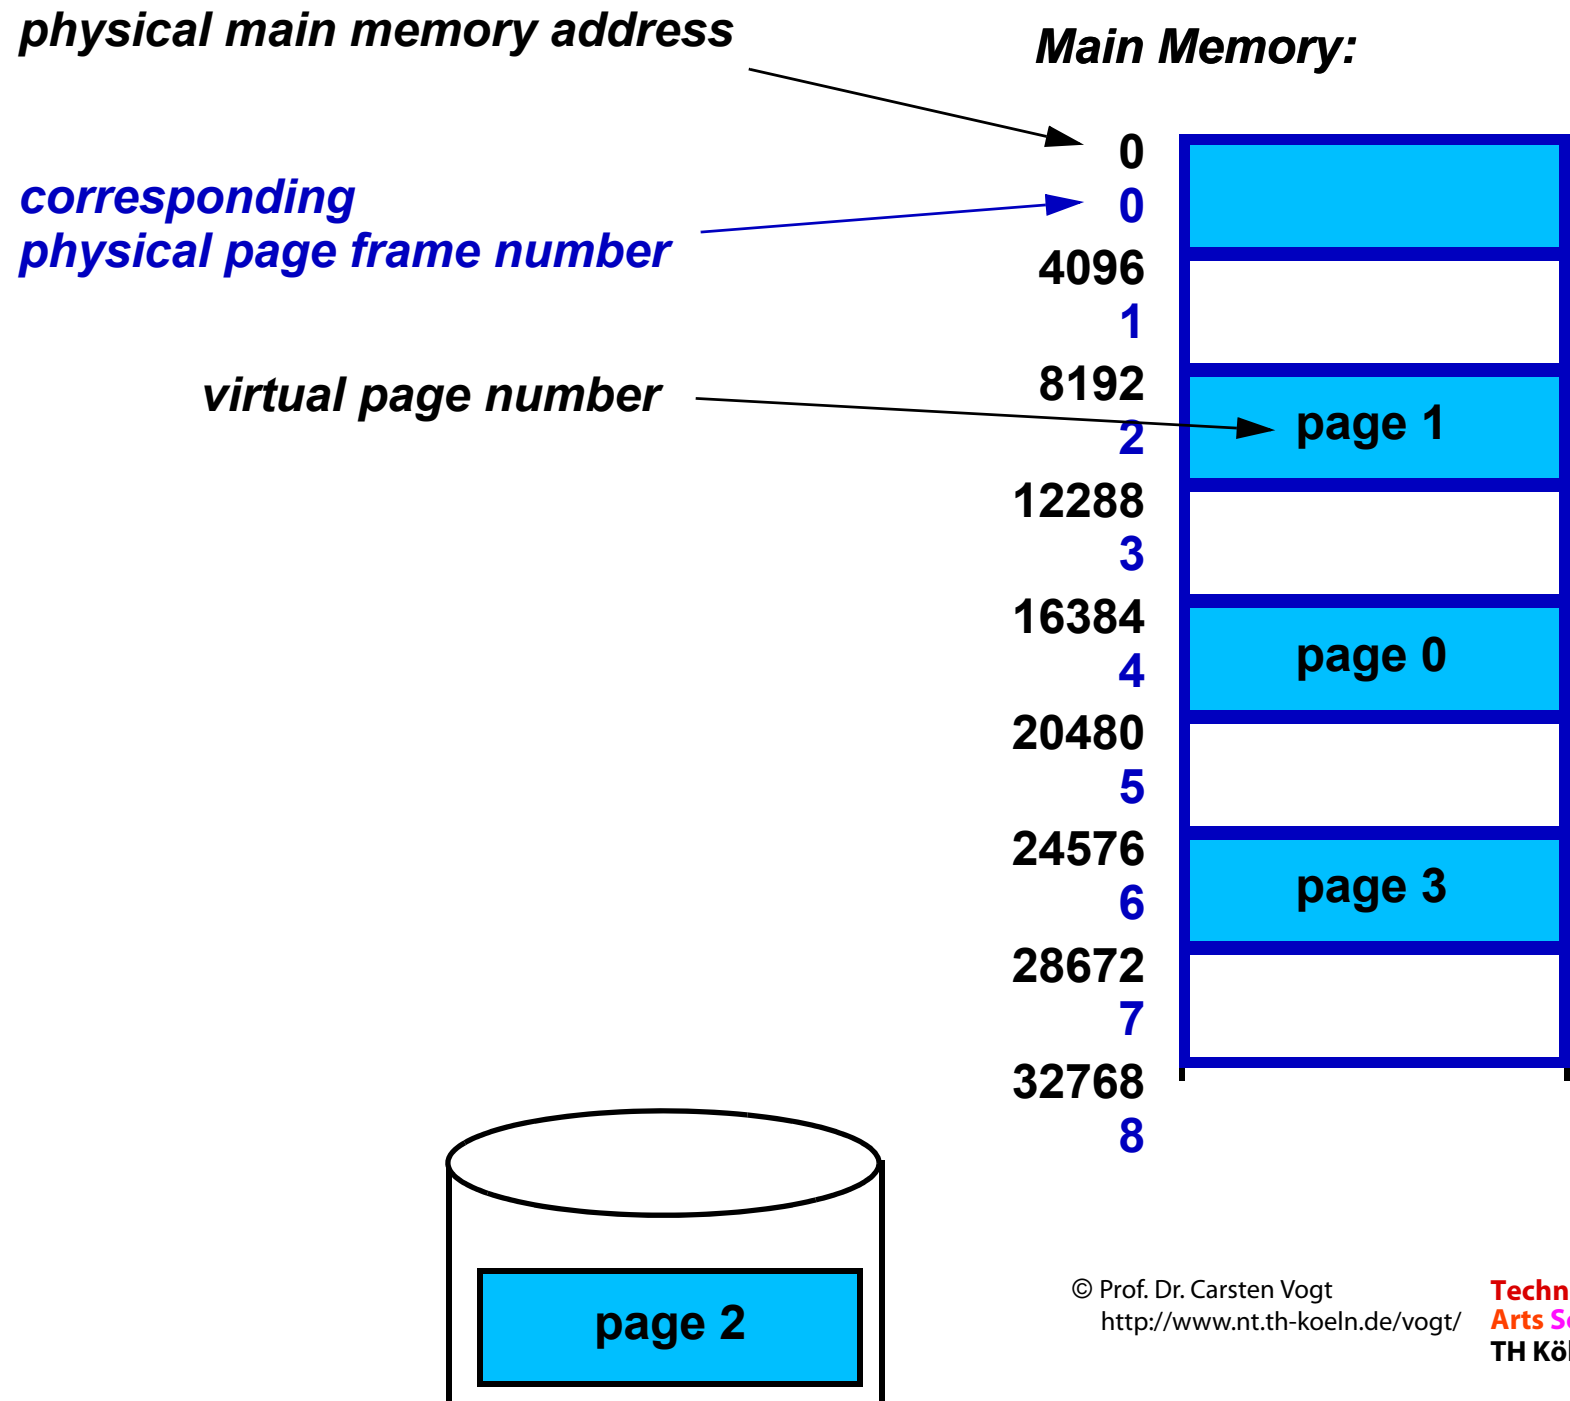 physical main memory address
Main Memory:
0
corresponding
physical page frame number
0
4096
1
virtual page number
8192
2
page 1
12288
3
16384
4
page 0
20480
5
24576
6
page 3
28672
7
32768
8
page 2
© Prof. Dr. Carsten Vogt
http://www.nt.th-koeln.de/vogt/
Arts
TH